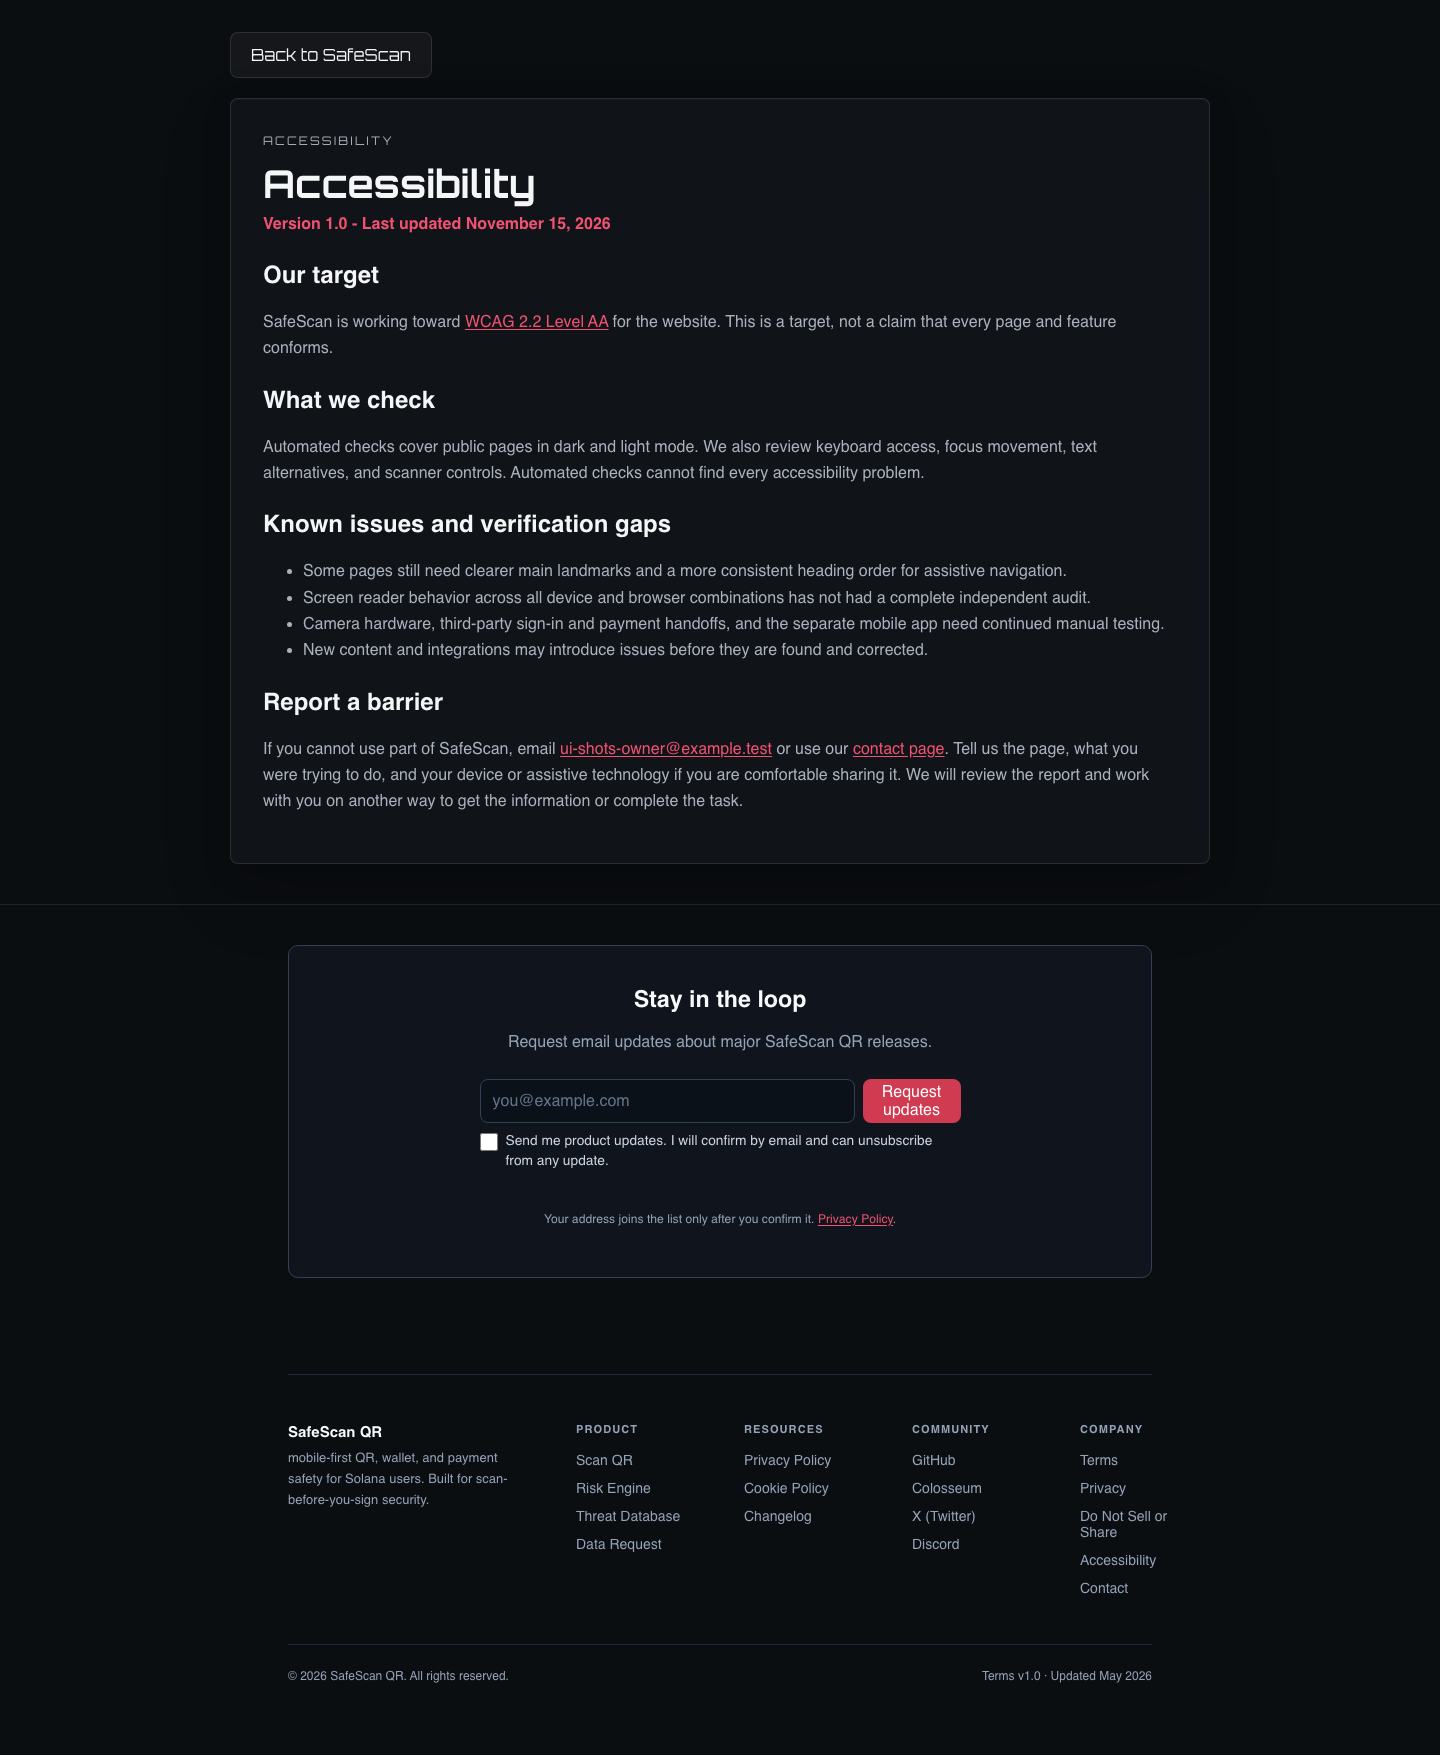 Back to SafeScan
ACCESSIBILITY
Accessibility
Version 1.0 - Last updated November 15, 2026
Our target
SafeScan is working toward WCAG 2.2 Level AA for the website. This is a target, not a claim that every page and feature
conforms.
What we check
Automated checks cover public pages in dark and light mode. We also review keyboard access, focus movement, text
alternatives, and scanner controls. Automated checks cannot find every accessibility problem.
Known issues and verification gaps
• Some pages still need clearer main landmarks and a more consistent heading order for assistive navigation.
• Screen reader behavior across all device and browser combinations has not had a complete independent audit.
• Camera hardware, third-party sign-in and payment handoffs, and the separate mobile app need continued manual testing.
• New content and integrations may introduce issues before they are found and corrected.
Report a barrier
If you cannot use part of SafeScan, email ui-shots-owner@example.test or use our contact page. Tell us the page, what you
were trying to do, and your device or assistive technology if you are comfortable sharing it. We will review the report and work
with you on another way to get the information or complete the task.
Stay in the loop
Request email updates about major SafeScan QR releases.
you@example.com
Request
updates
Send me product updates. I will confirm by email and can unsubscribe
from any update.
Your address joins the list only after you confirm it. Privacy Policy.
SafeScan QR
mobile-first QR, wallet, and payment
safety for Solana users. Built for scan-
before-you-sign security.
PRODUCT
Scan QR
Risk Engine
Threat Database
Data Request
RESOURCES
Privacy Policy
Cookie Policy
Changelog
COMMUNITY
GitHub
Colosseum
X (Twitter)
Discord
COMPANY
Terms
Privacy
Do Not Sell or
Share
Accessibility
Contact
© 2026 SafeScan QR. All rights reserved.
Terms v1.0 · Updated May 2026